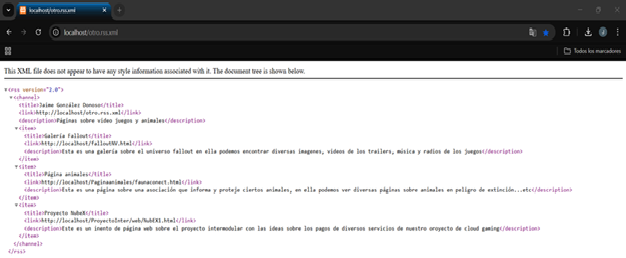 localhost/otro.rss.xml
localhost/otro.rss.xml
Todos los marcadores
This XML file does not appear to have any style information associated with it. The document tree is shown below.
<rss version="2.0">
<channel>
<title>Jaime González Donoso</title>
<link>http://localhost/otro.rss.xml</link>
<description>Páginas sobre video juegos y animales</description>
<item>
<title>Galería Fallout</title>
<link>http://localhost/falloutNV.html</link>
<description>Esta es una galería sobre el universo fallout en ella podemos encontrar diversas imagenes, videos de los trailers, música y radios de los juegos</description>
</item>
<item>
<title>Página animales</title>
<link>http://localhost/Paginaanimales/faunaconect.html</link>
<description>Esta es una página sobre una asociación que informa y proteje ciertos animales, en ella podemos ver diversas páginas sobre animales en peligro de extinción...etc</description>
</item>
<item>
<title>Proyecto NubeX</title>
<link>http://localhost/ProyectoInter/web/NubEX1.html</link>
<description>Este es un inento de página web sobre el proyecto intermodular con las ideas sobre los pagos de diversos servicios de nuestro oroyecto de cloud gaming</description>
</item>
</channel>
</rss>